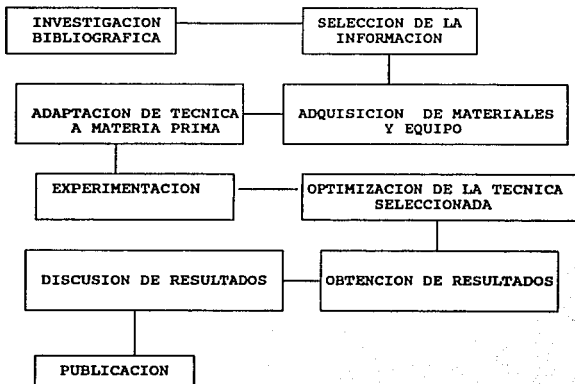 INVESTIGACION
BIBLIOGRAFICA
SELECCION DE LA
INFORMACION
ADQUISICION DE MATERIALES
Y EQUIPO
ADAPTACION DE TECNICA
A MATERIA PRIMA
EXPERIMENTACION
OPTIMIZACION DE LA TECNICA
SELECCIONADA
OBTENCION DE RESULTADOS
DISCUSION DE RESULTADOS
PUBLICACION